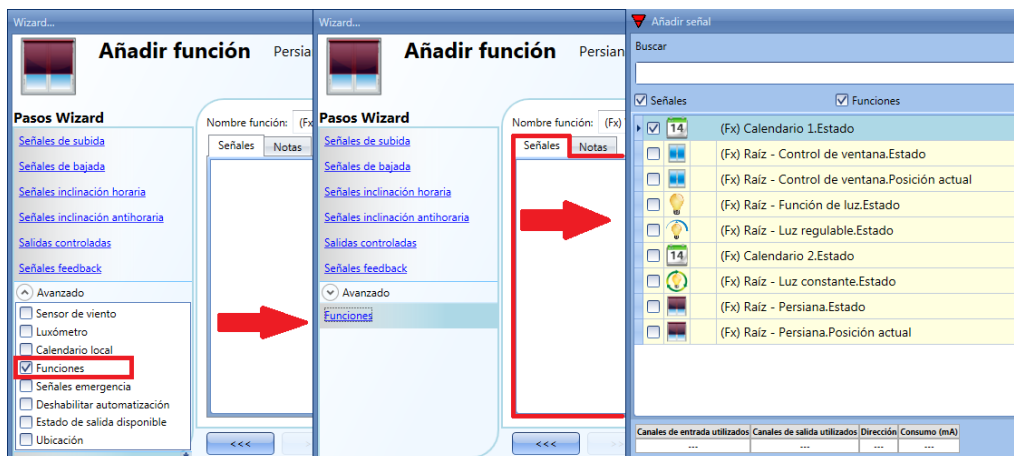 Wizard...
Añadir función Persia
Pasos Wizard
Señales de subida
Señales de bajada
Señales inclinación horaria
Señales inclinación antihoraria
Salidas controladas
Señales feedback
Avanzado
Sensor de viento
Luxómetro
Calendario local
Funciones
Señales emergencia
Deshabilitar automatización
Estado de salida disponible
Ubicación
Nombre función: (Fx
Señales Notas
<<<
Wizard...
Añadir función Persian
Pasos Wizard
Señales de subida
Señales de bajada
Señales inclinación horaria
Señales inclinación antihoraria
Salidas controladas
Señales feedback
Avanzado
Funciones
Nombre función: (Fx)
Señales Notas
<<< >>
Añadir señal
Buscar
Señales Funciones
14 (Fx) Calendario 1.Estado
(Fx) Raíz - Control de ventana.Estado
(Fx) Raíz - Control de ventana.Posición actual
(Fx) Raíz - Función de luz.Estado
(Fx) Raíz - Luz regulable.Estado
14 (Fx) Calendario 2.Estado
(Fx) Raíz - Luz constante.Estado
(Fx) Raíz - Persiana.Estado
(Fx) Raíz - Persiana.Posición actual
Canales de entrada utilizados Canales de salida utilizados Dirección Consumo (mA)
--- --- --- ---